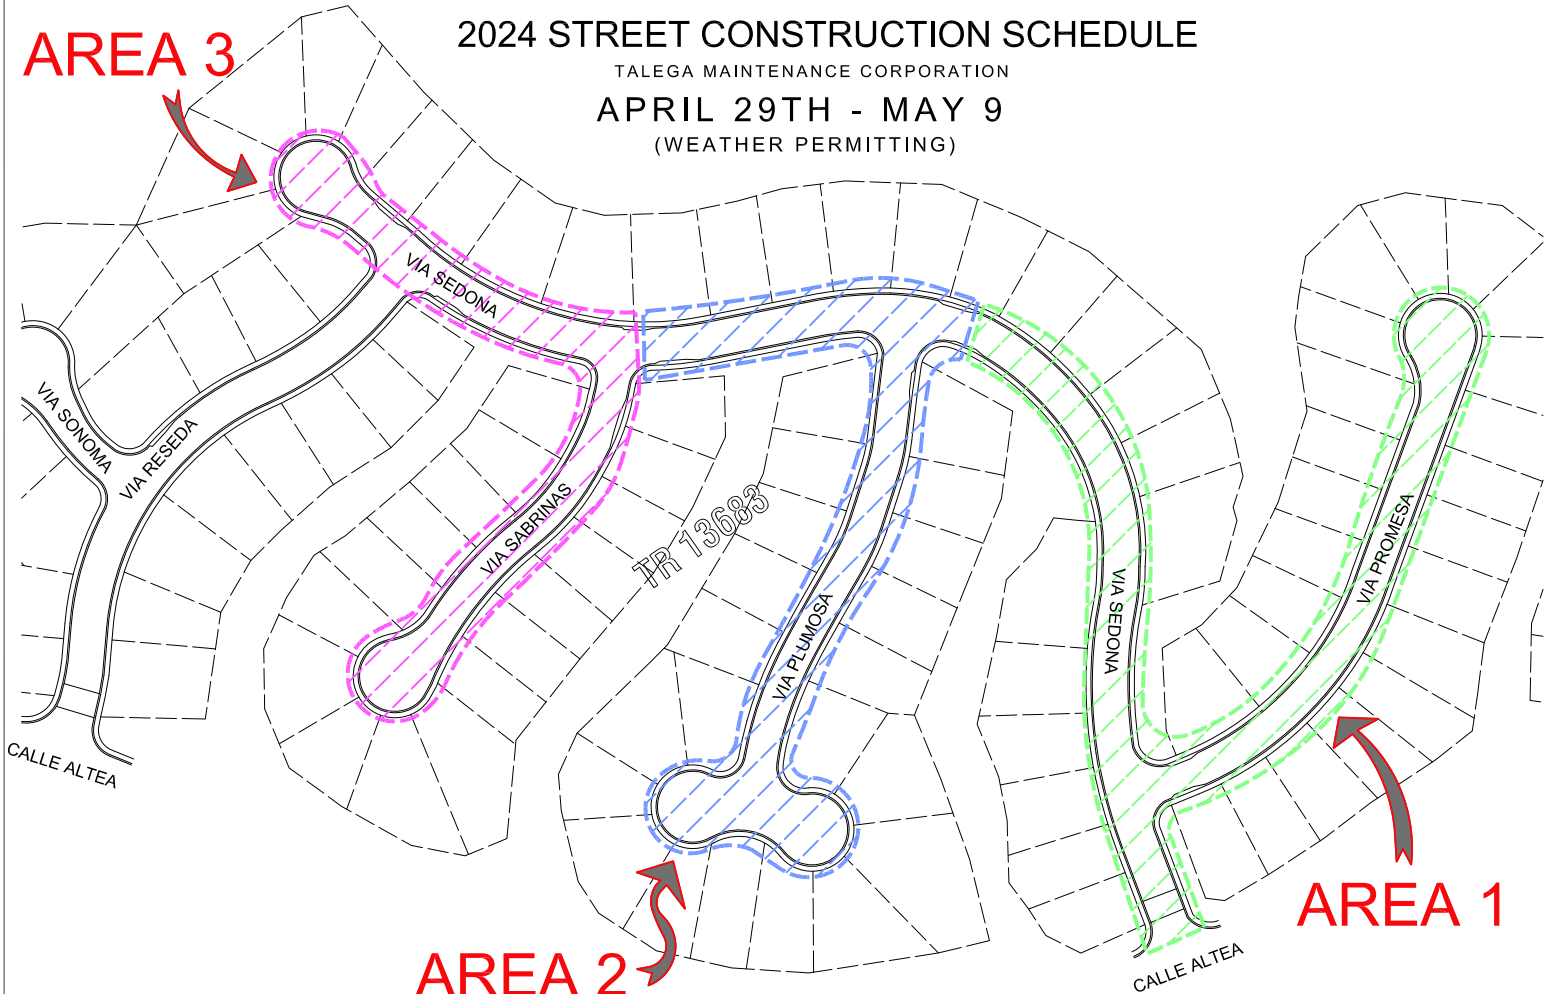 2024 STREET CONSTRUCTION SCHEDULE
TALEGA MAINTENANCE CORPORATION
APRIL 29TH - MAY 9
(WEATHER PERMITTING)
AREA 3
VIA SEDONA
VIA SONOMA
VIA RESEDA
VIA SABRINAS
TR 13683
VIA PLUMOSA
VIA SEDONA
VIA PROMESA
CALLE ALTEA
AREA 1
AREA 2
CALLE ALTEA